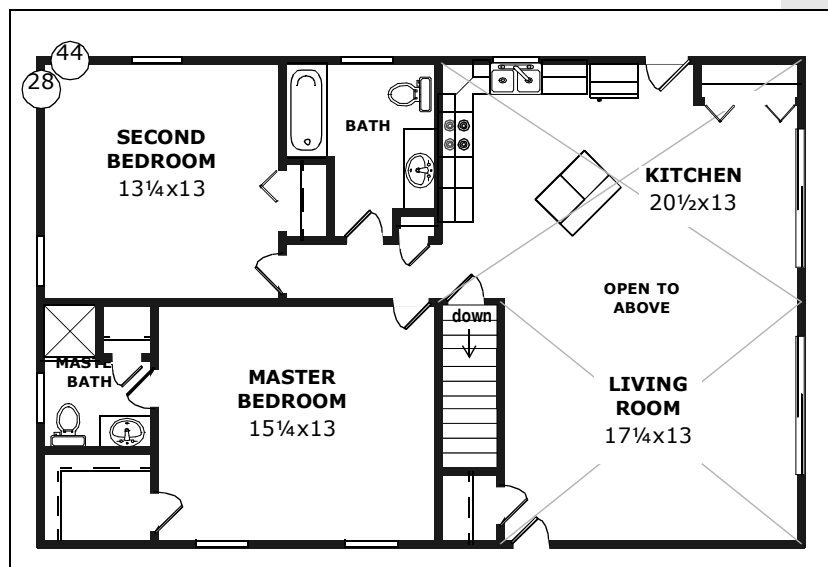 44
28
SECOND
BEDROOM
13¼x13
BATH
KITCHEN
20½x13
OPEN TO
ABOVE
down
MASTE
BATH
MASTER
BEDROOM
15¼x13
LIVING
ROOM
17¼x13